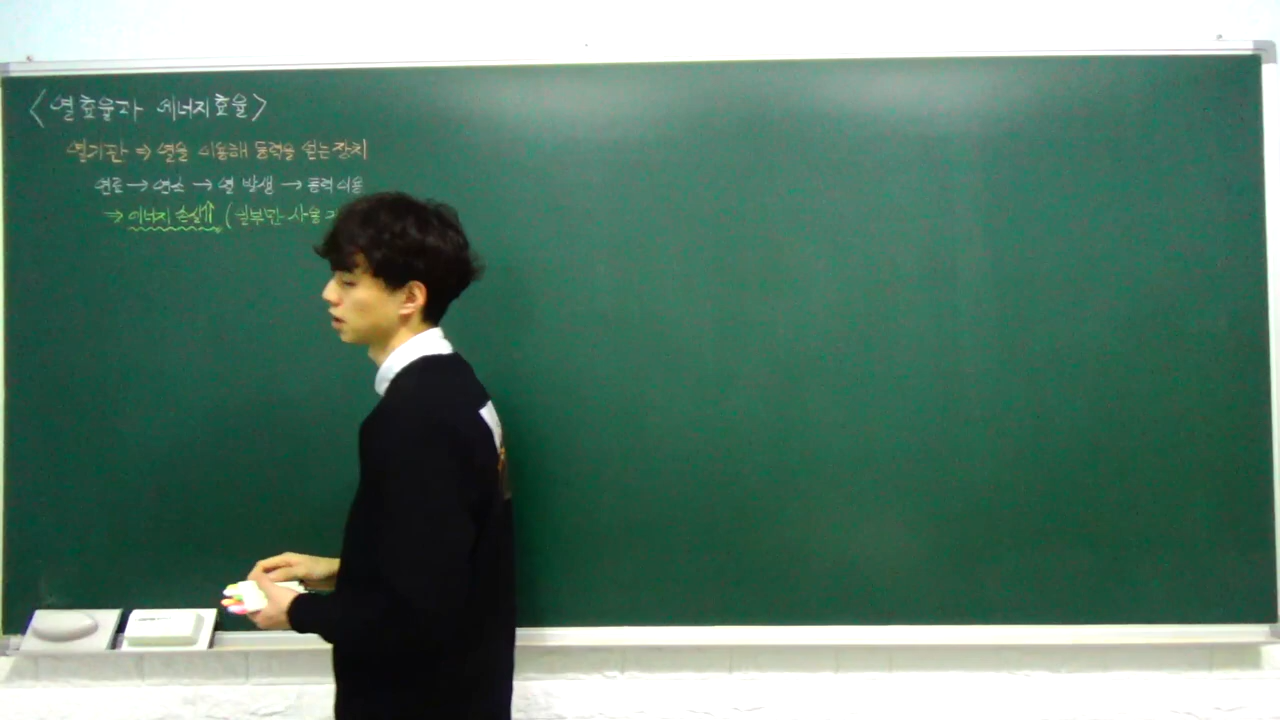 <열효율과 에너지효율>
열기관 ⇒ 열을 이용해 동력을 얻는 장치
연료 → 연소 → 열 발생 → 동력 이용
⇒ 에너지 손실↑ (일부만 사용